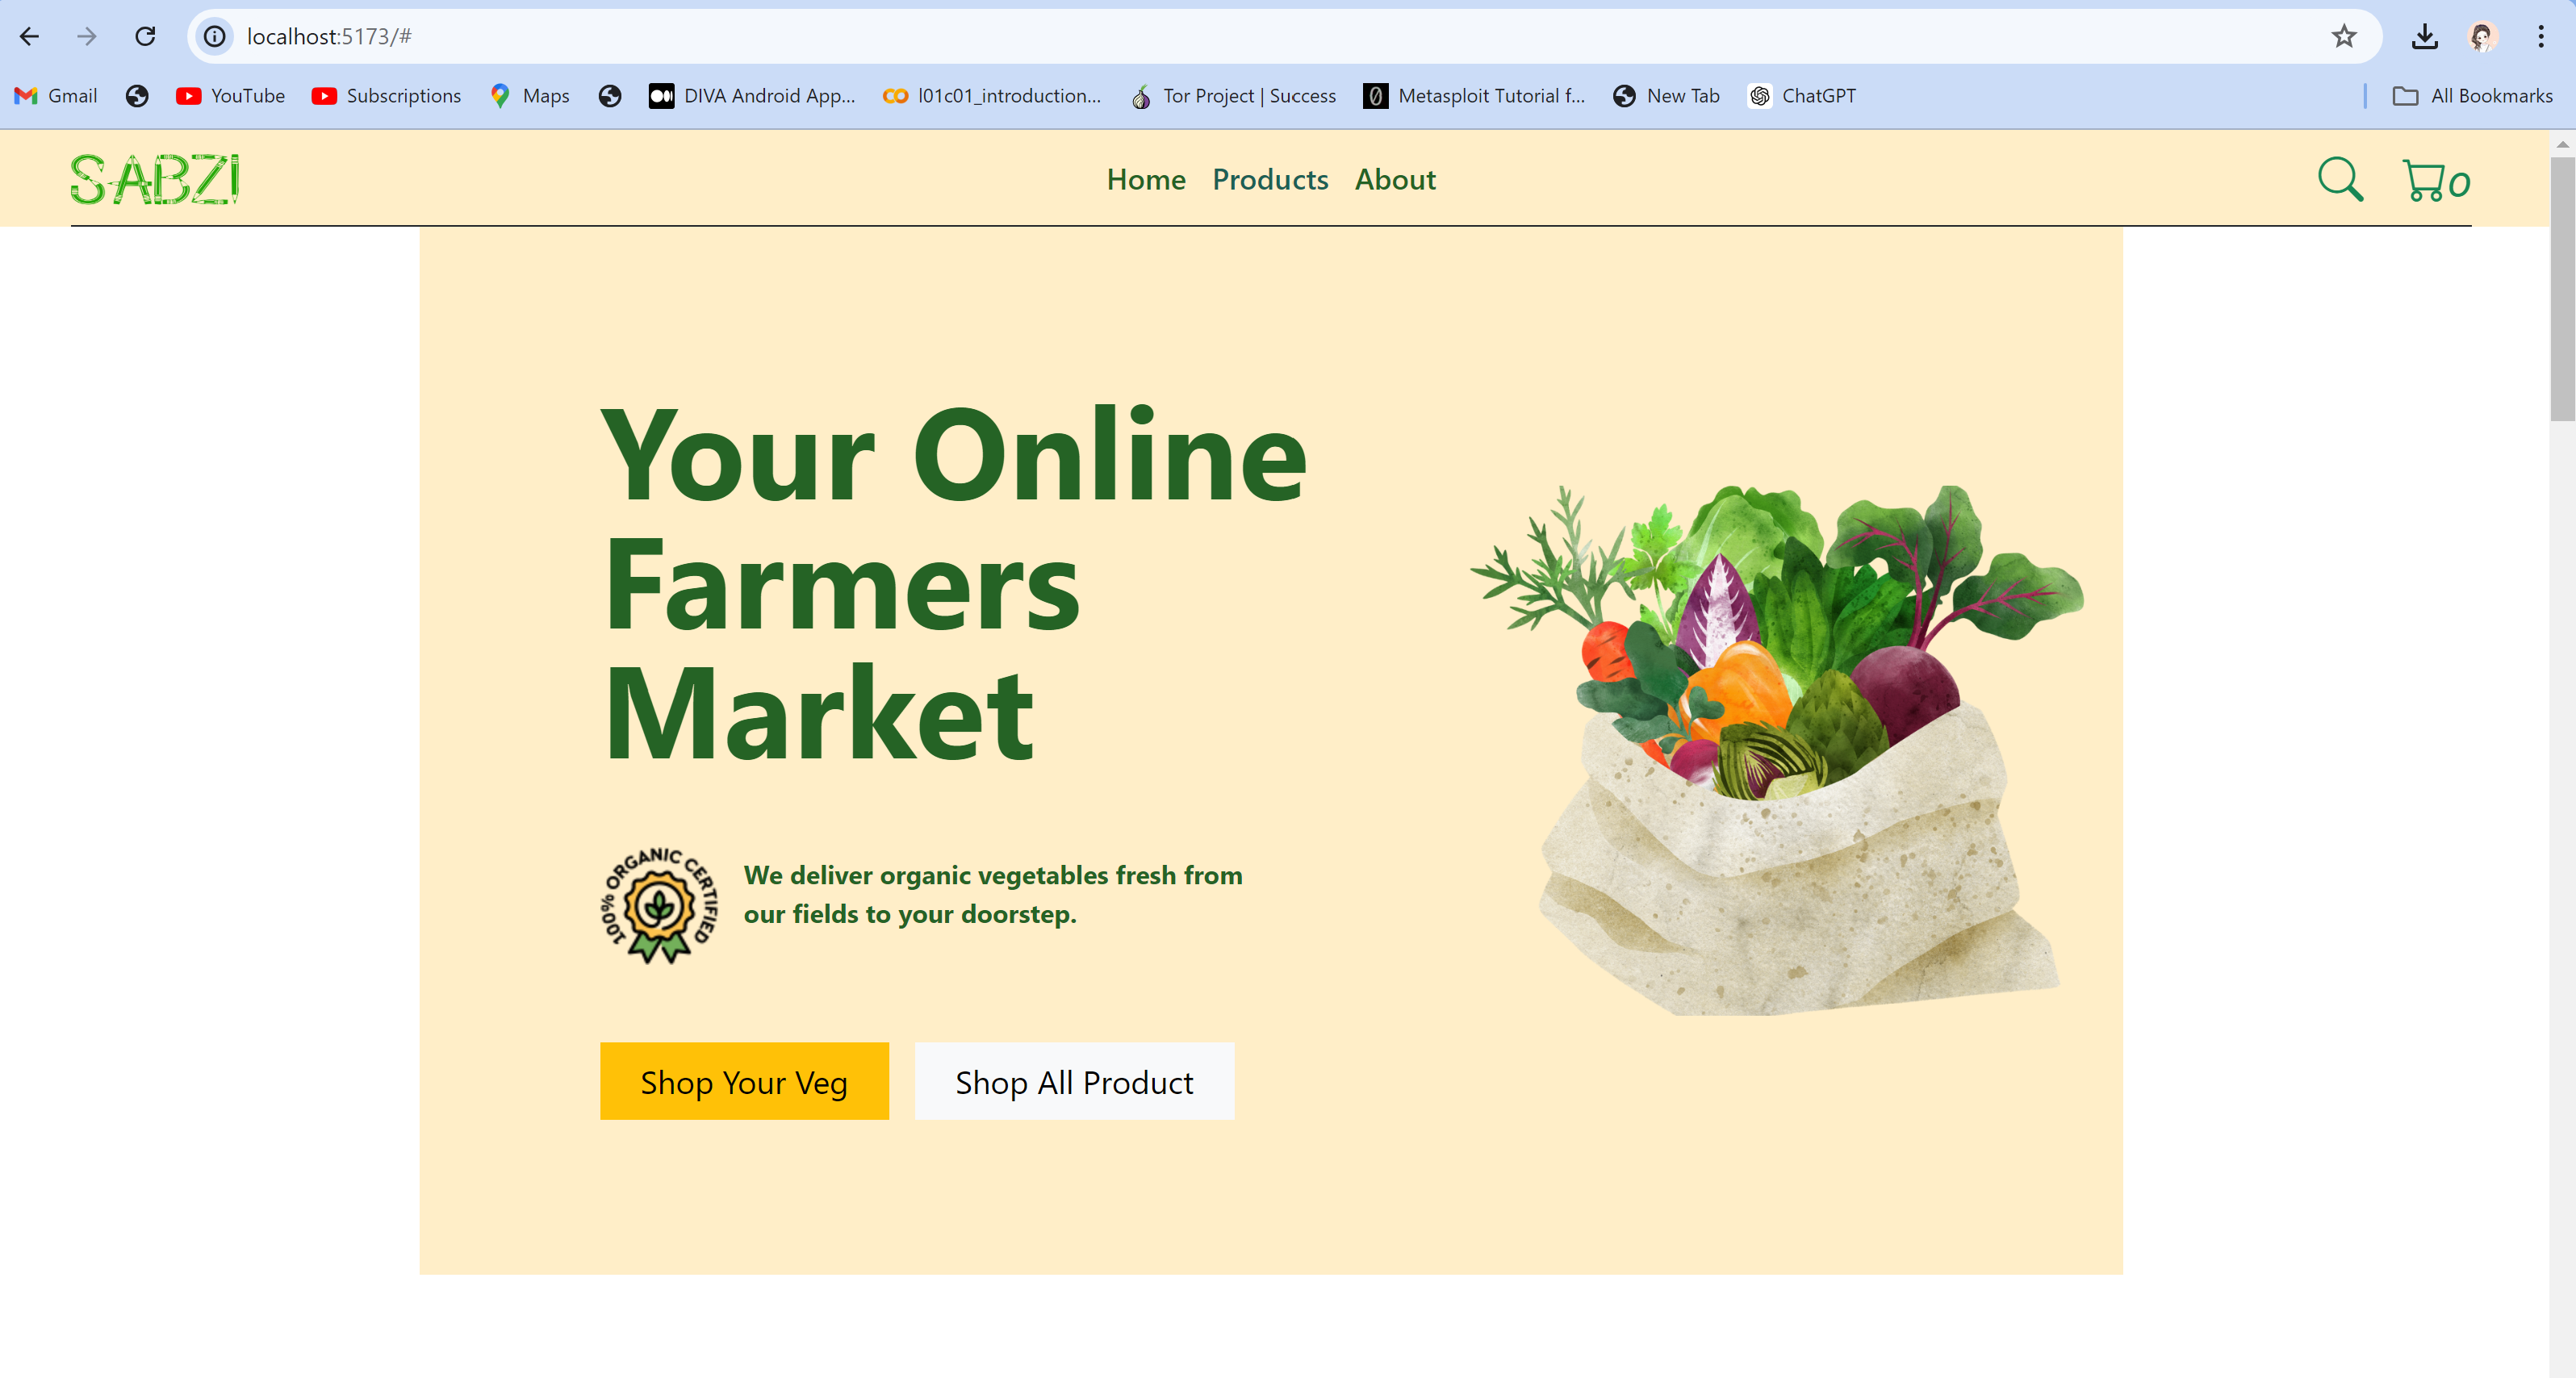 localhost:5173/#
Gmail YouTube Subscriptions Maps DIVA Android App... l01c01_introduction... Tor Project | Success Metasploit Tutorial f... New Tab ChatGPT All Bookmarks
SABZI Home Products About 0
Your Online
Farmers
Market
100% ORGANIC CERTIFIED
We deliver organic vegetables fresh from
our fields to your doorstep.
Shop Your Veg Shop All Product